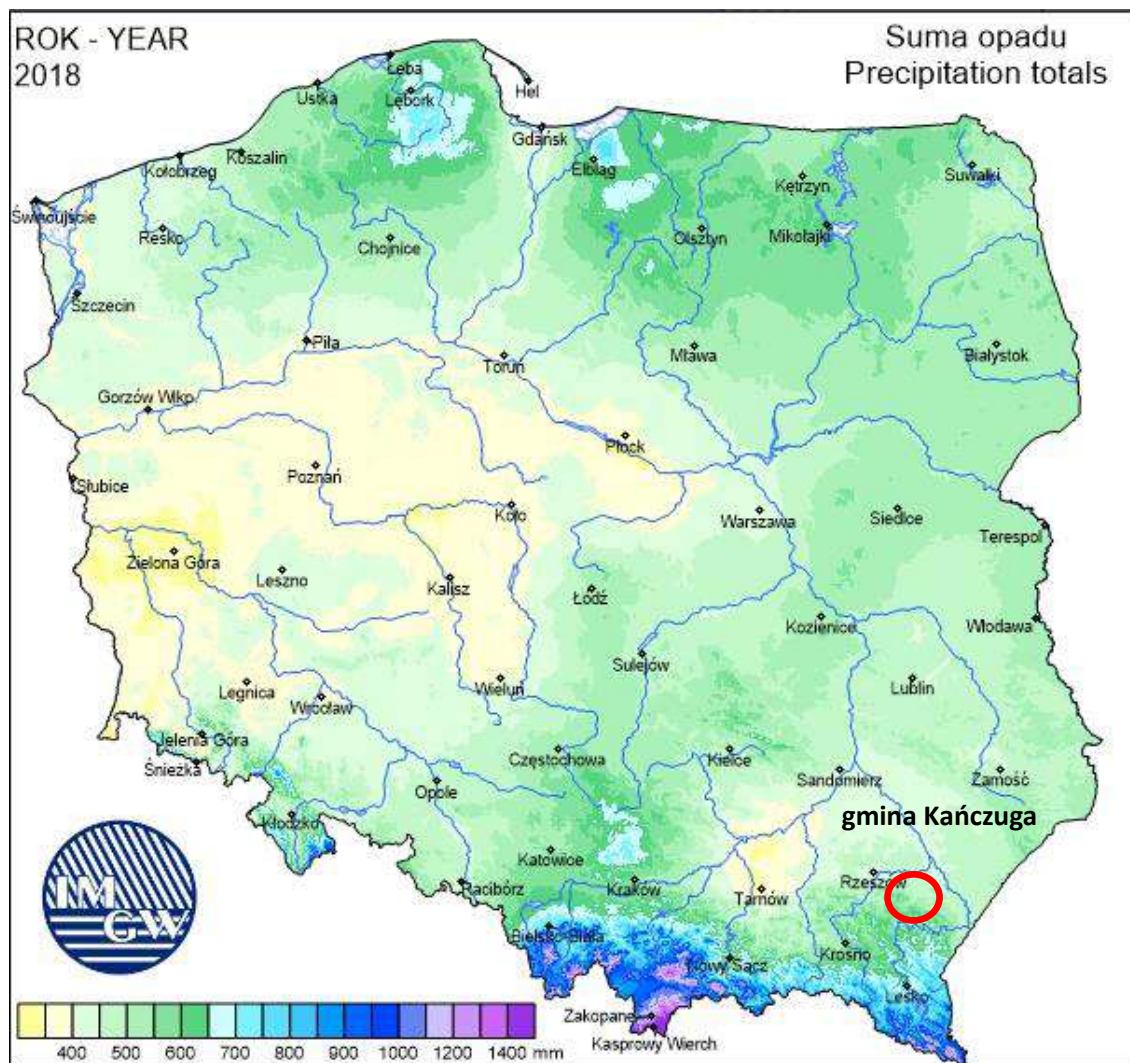 ROK - YEAR
2018
Suma opadu
Precipitation totals
Łeba
Ustka
Lębork
Hel
Gdańsk
Koszalin
Kołobrzeg
Elbląg
Kętrzyn
Suwałki
Świnoujście
Resko
Chojnice
Olsztyn
Mikołajki
Szczecin
Piła
Toruń
Mława
Białystok
Gorzów Wlkp
Płock
Poznań
Słubice
Koło
Warszawa
Siedlce
Terespol
Zielona Góra
Leszno
Kalisz
Łódź
Kozienice
Włodawa
Sulejów
Legnica
Wrocław
Wieluń
Lublin
Jelenia Góra
Śnieżka
Częstochowa
Kielce
Sandomierz
Zamość
Opole
Kłodzko
gmina Kańczuga
Katowice
Racibórz
Kraków
Tarnów
Rzeszów
Bielsko-Biała
Nowy Sącz
Krosno
Lesko
Zakopane
Kasprowy Wierch
IM
GW
400 500 600 700 800 900 1000 1200 1400 mm